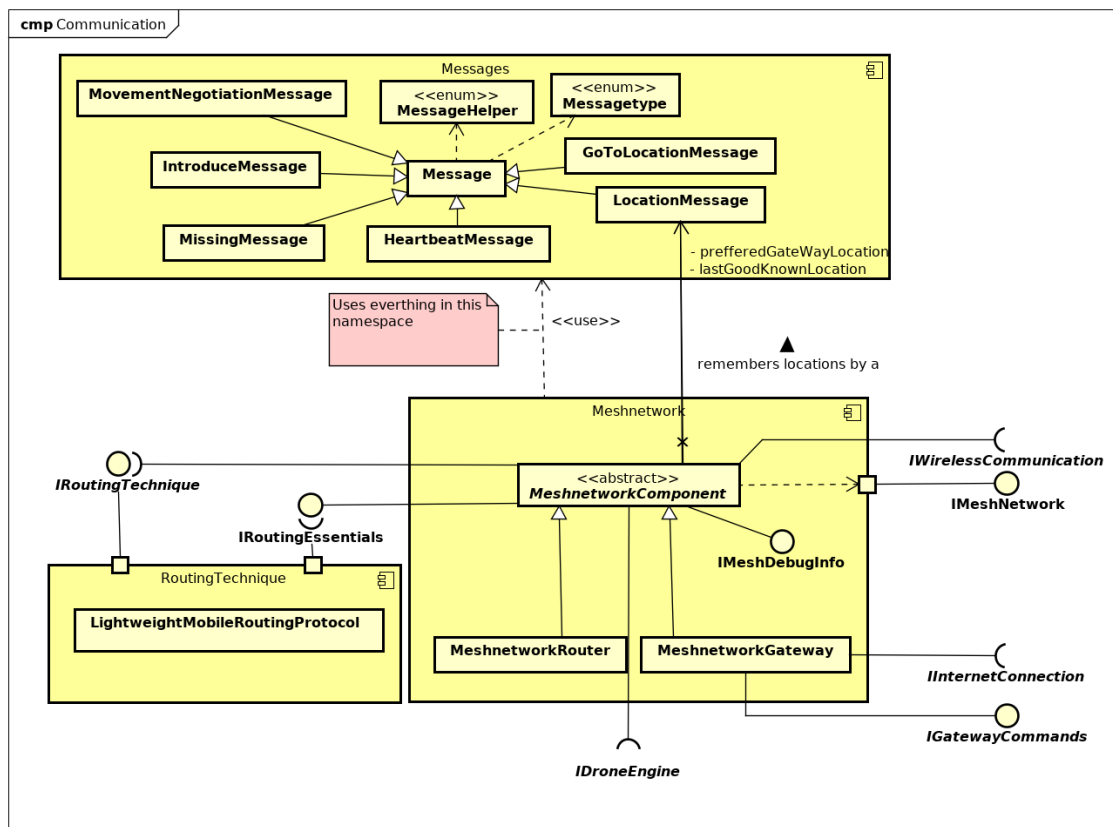 cmp Communication
Messages
MovementNegotiationMessage
<<enum>>
MessageHelper
<<enum>>
Messagetype
IntroduceMessage
Message
GoToLocationMessage
LocationMessage
MissingMessage
HeartbeatMessage
- prefferedGateWayLocation
- lastGoodKnownLocation
Uses everthing in this
namespace
<<use>>
remembers locations by a
Meshnetwork
IRoutingTechnique
<<abstract>>
MeshnetworkComponent
IWirelessCommunication
IMeshNetwork
IRoutingEssentials
IMeshDebugInfo
RoutingTechnique
LightweightMobileRoutingProtocol
MeshnetworkRouter
MeshnetworkGateway
IInternetConnection
IGatewayCommands
IDroneEngine